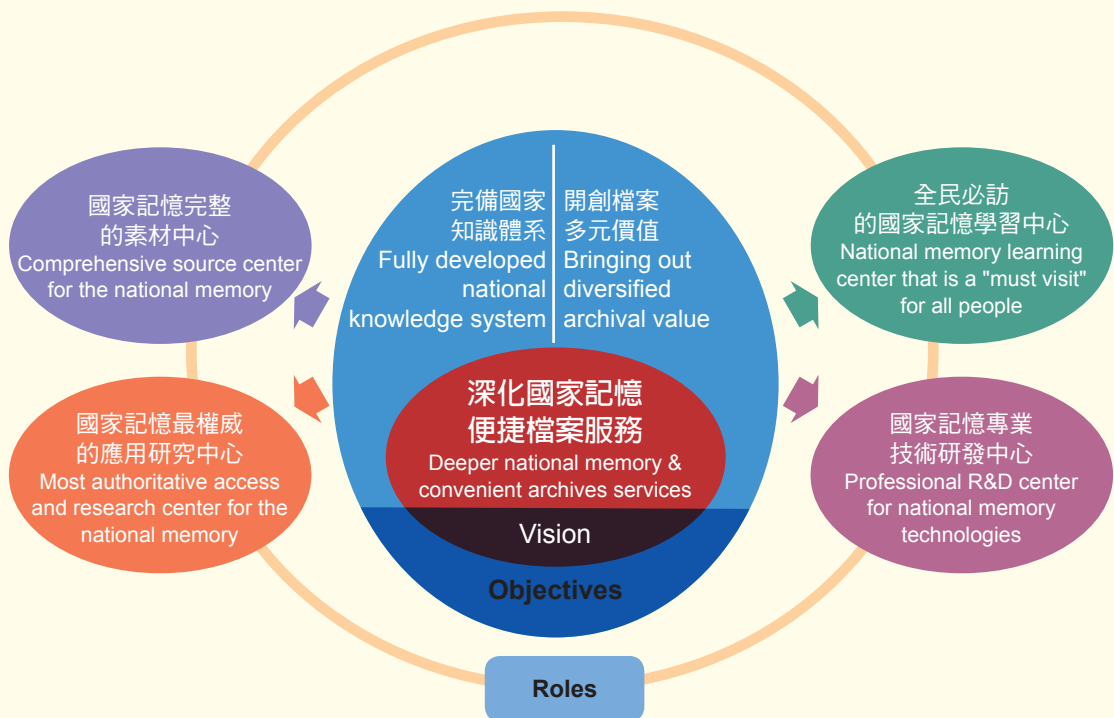 國家記憶完整
的素材中心
Comprehensive source center
for the national memory
國家記憶最權威
的應用研究中心
Most authoritative access
and research center for the
national memory
完備國家
知識體系
Fully developed
national
knowledge system
開創檔案
多元價值
Bringing out
diversified
archival value
深化國家記憶
便捷檔案服務
Deeper national memory &
convenient archives services
Vision
Objectives
全民必訪
的國家記憶學習中心
National memory learning
center that is a "must visit"
for all people
國家記憶專業
技術研發中心
Professional R&D center
for national memory
technologies
Roles